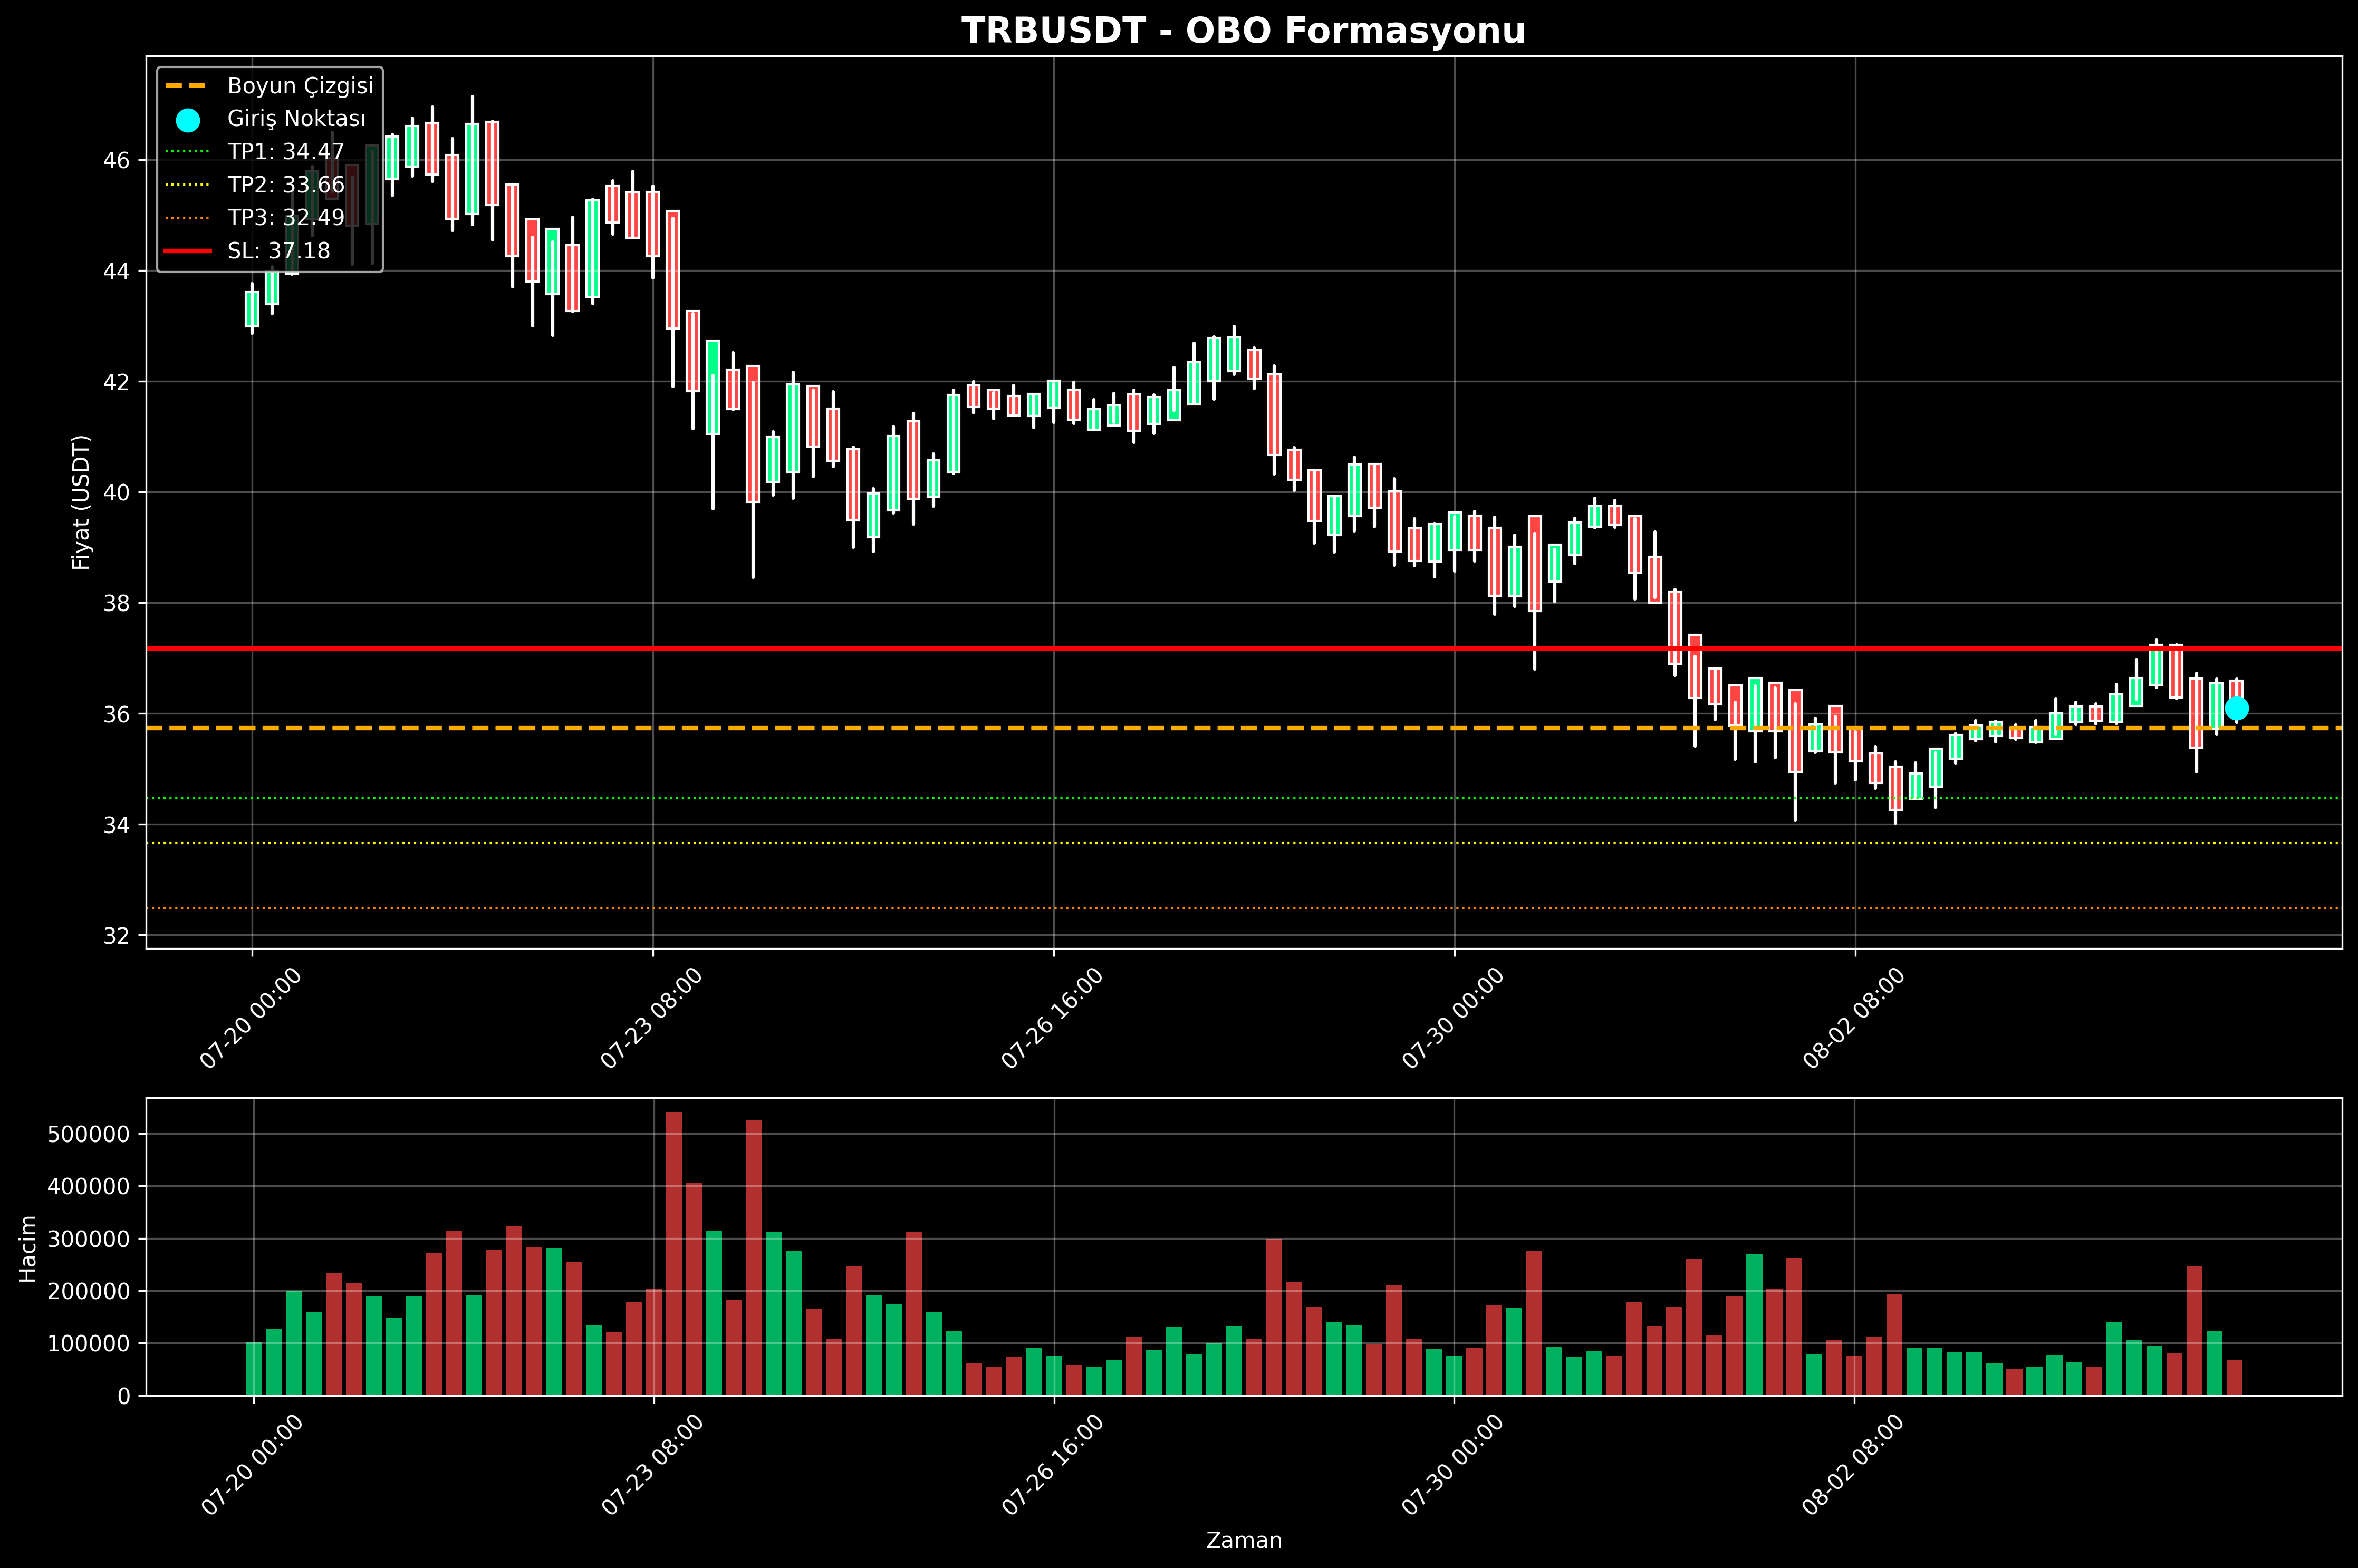 TRBUSDT - OBO Formasyonu
Boyun Çizgisi
Giriş Noktası
TP1: 34.47
TP2: 33.66
TP3: 32.49
SL: 37.18
Fiyat (USDT)
46
44
42
40
38
36
34
32
07-20 00:00
07-23 08:00
07-26 16:00
07-30 00:00
08-02 08:00
Hacim
500000
400000
300000
200000
100000
0
07-20 00:00
07-23 08:00
07-26 16:00
07-30 00:00
08-02 08:00
Zaman